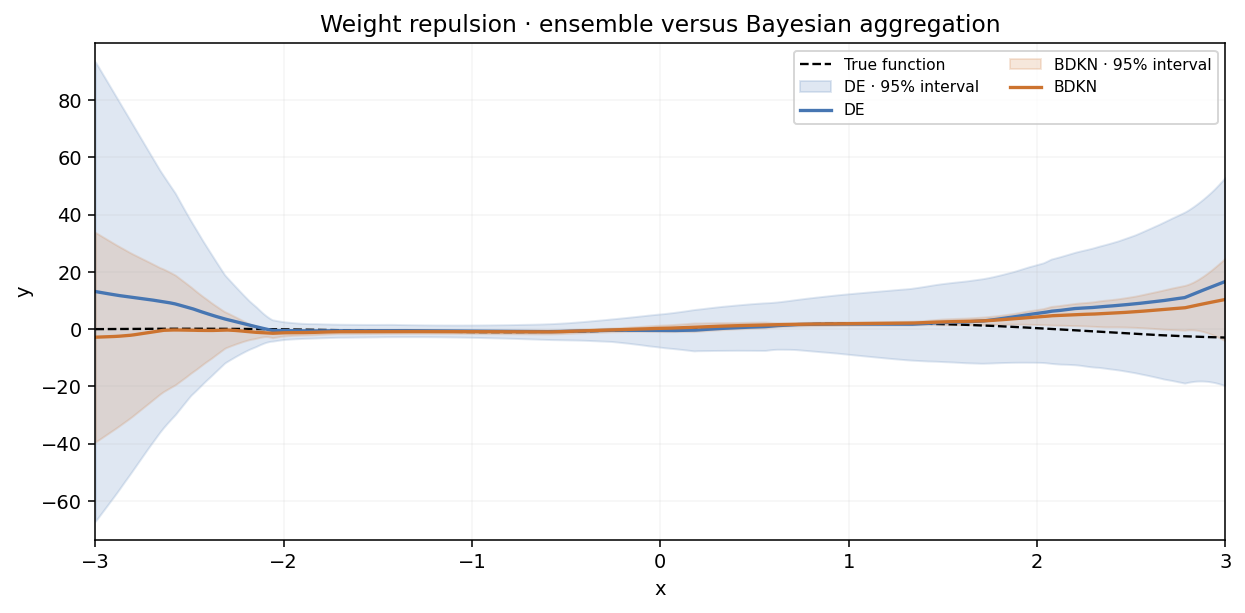 Weight repulsion · ensemble versus Bayesian aggregation
True function
DE · 95% interval
DE
BDKN · 95% interval
BDKN
80
60
40
20
0
−20
−40
−60
y
−3
−2
−1
0
1
2
3
x